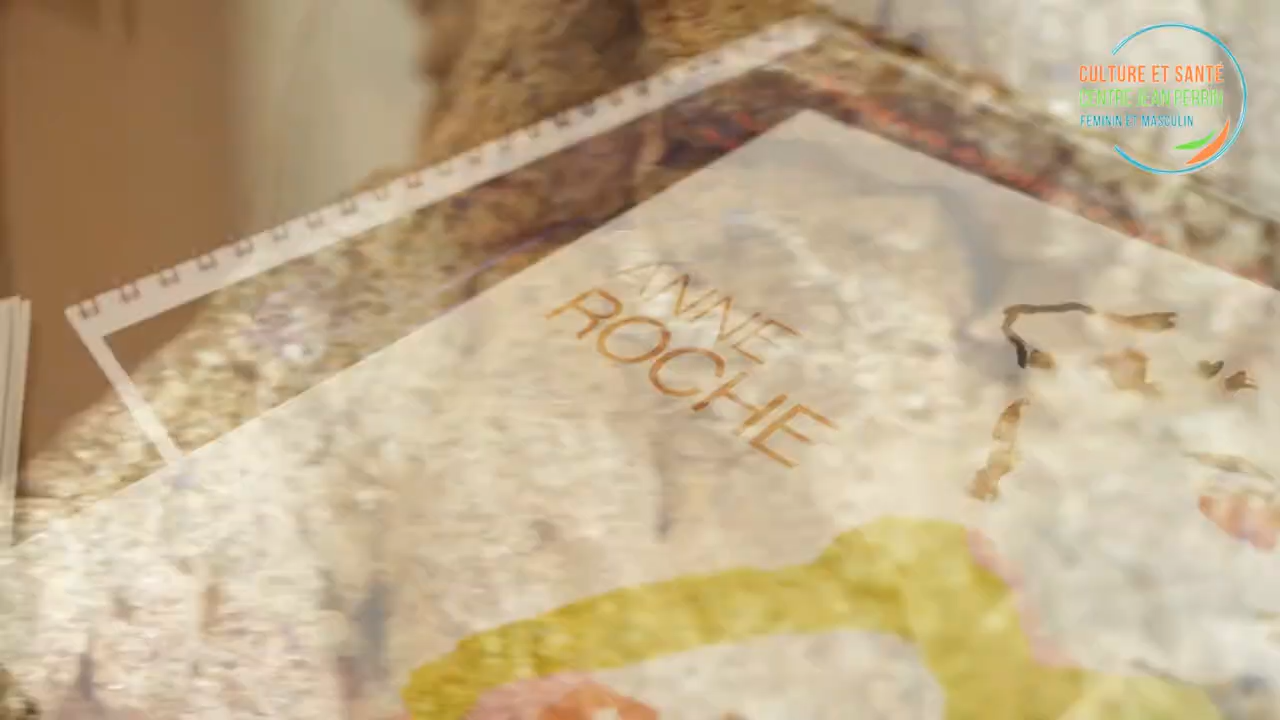 CULTURE ET SANTÉ
CENTRE JEAN PERRIN
FEMININ ET MASCULIN
ANNE
ROCHE